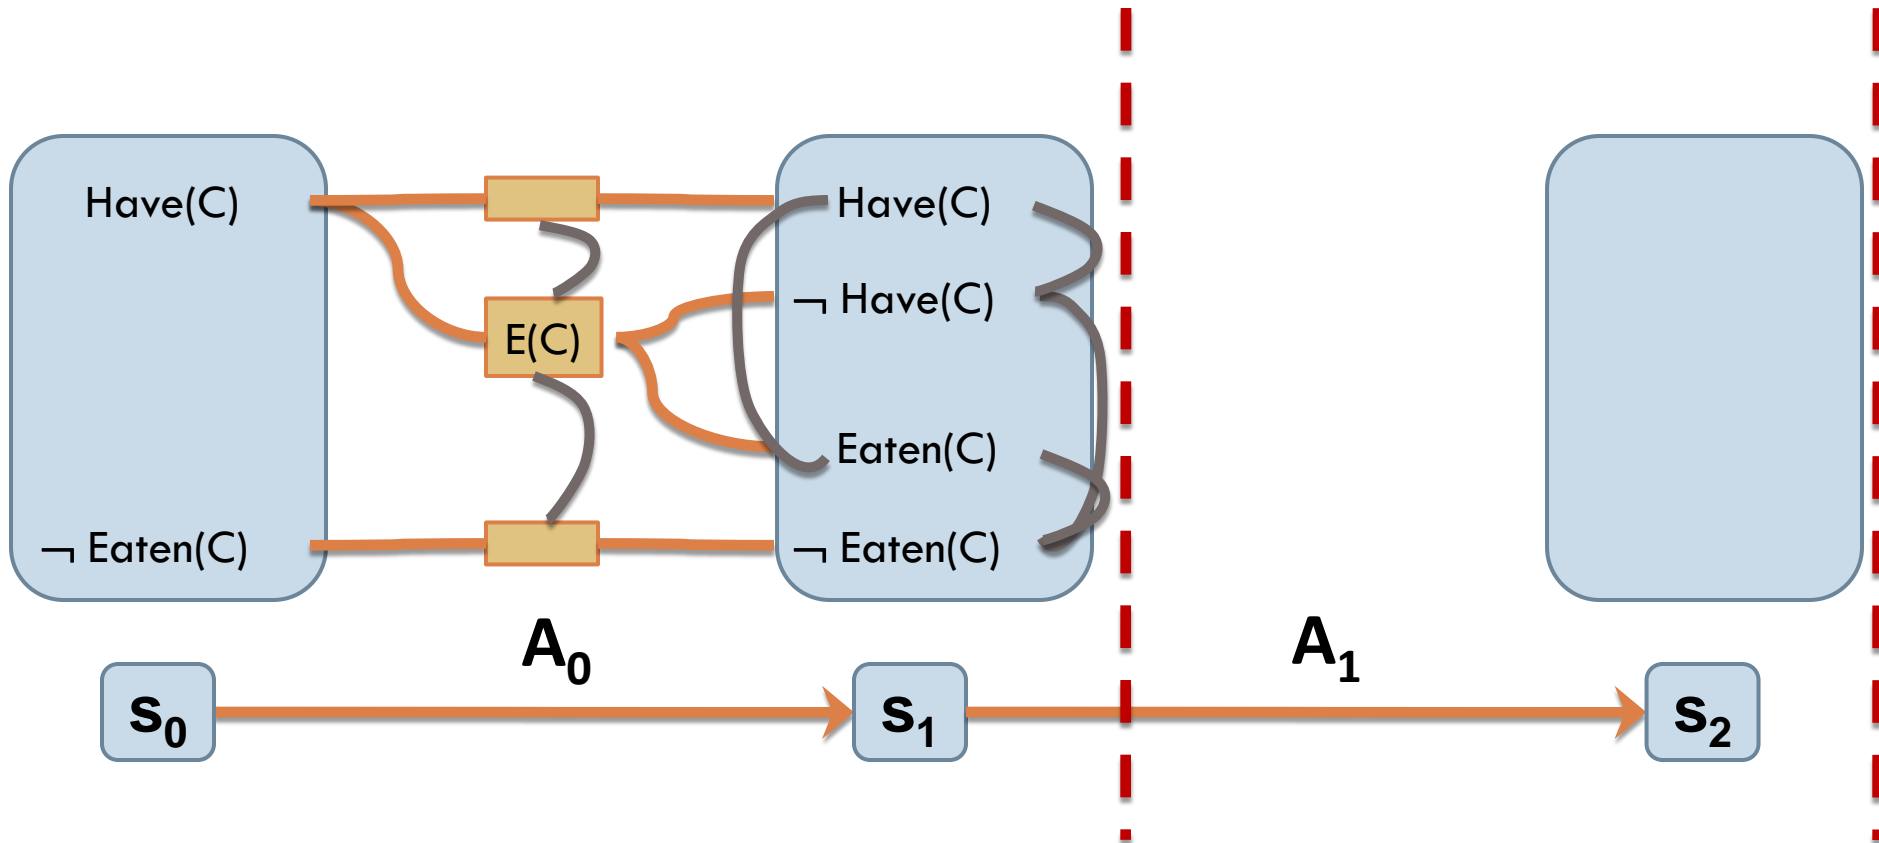 Have(C)
¬ Eaten(C)
E(C)
Have(C)
¬ Have(C)
Eaten(C)
¬ Eaten(C)
A0
A1
s0
s1
s2